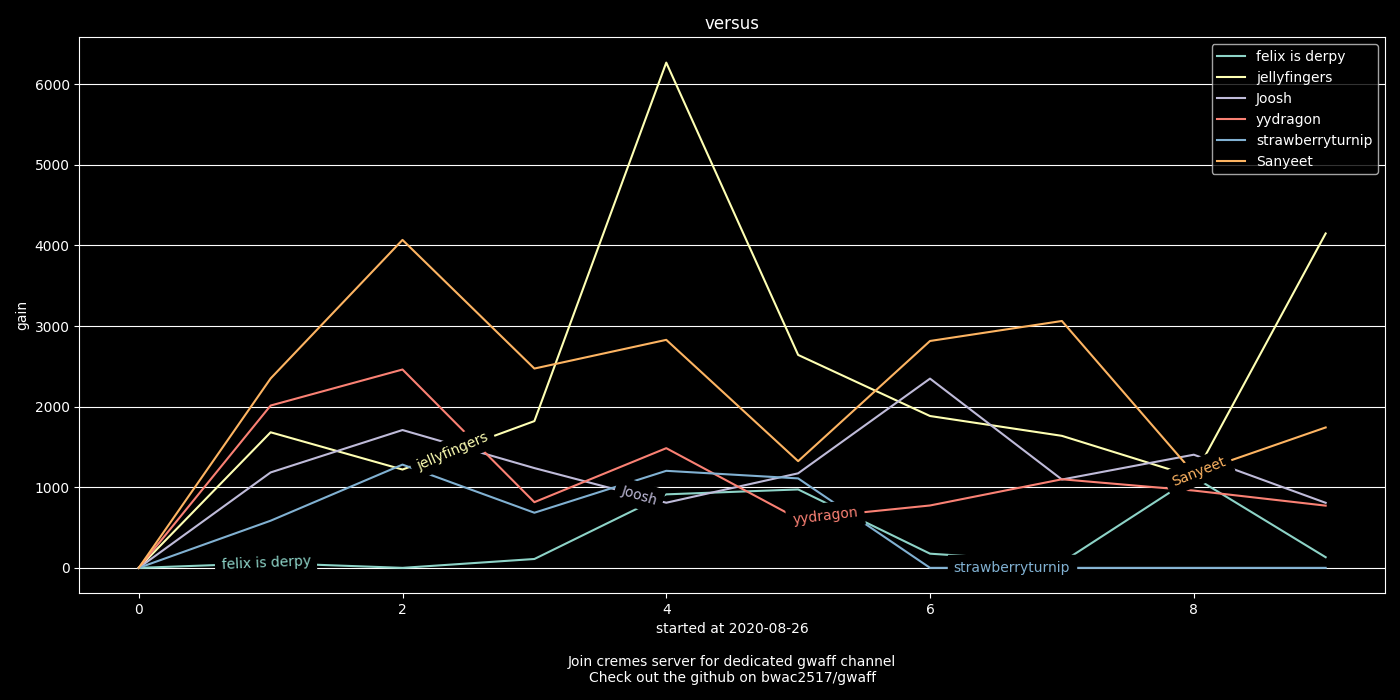 versus
felix is derpy
jellyfingers
Joosh
yydragon
strawberryturnip
Sanyeet
6000
5000
4000
3000
2000
1000
0
gain
jellyfingers
Joosh
Sanyeet
yydragon
felix is derpy
strawberryturnip
0 2 4 6 8
started at 2020-08-26
Join cremes server for dedicated gwaff channel
Check out the github on bwac2517/gwaff